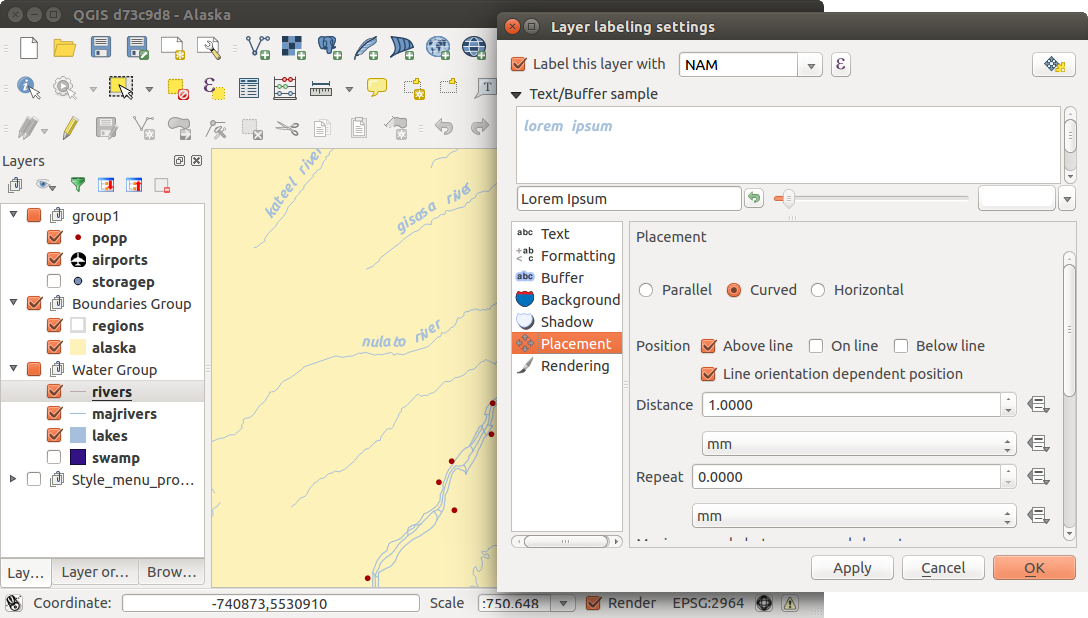 QGIS d73c9d8 - Alaska
Layers
group1
popp
airports
storagep
Boundaries Group
regions
alaska
Water Group
rivers
majrivers
lakes
swamp
Style_menu_pro...
Lay...
Layer or...
Brow...
kateel river
gisasa river
nulato river
Coordinate:
-740873,5530910
Scale
:750,648
Render
EPSG:2964
Layer labeling settings
Label this layer with
NAM
ε
Text/Buffer sample
lorem ipsum
Lorem Ipsum
abc Text
+ab < c Formatting
abc Buffer
Background
Shadow
Placement
Rendering
Placement
Parallel
Curved
Horizontal
Position
Above line
On line
Below line
Line orientation dependent position
Distance
1.0000
mm
Repeat
0.0000
mm
Apply
Cancel
OK